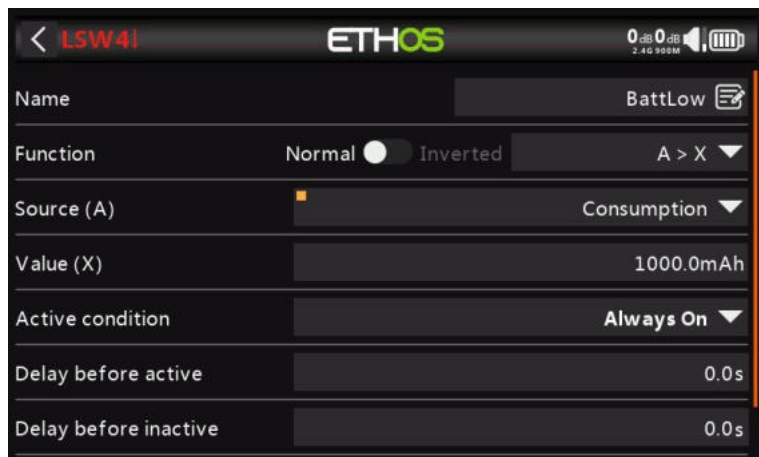 LSW4 ETHOS 0dB 0dB
2.4G 900M
Name BattLow
Function Normal Inverted A > X
Source (A) Consumption
Value (X) 1000.0mAh
Active condition Always On
Delay before active 0.0s
Delay before inactive 0.0s